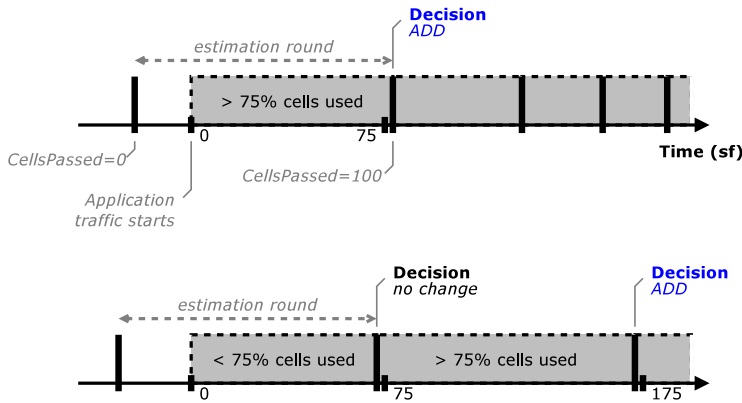 Decision
ADD
estimation round
> 75% cells used
0
75
Time (sf)
CellsPassed=0
CellsPassed=100
Application
traffic starts
Decision
no change
Decision
ADD
estimation round
< 75% cells used
> 75% cells used
0
75
175